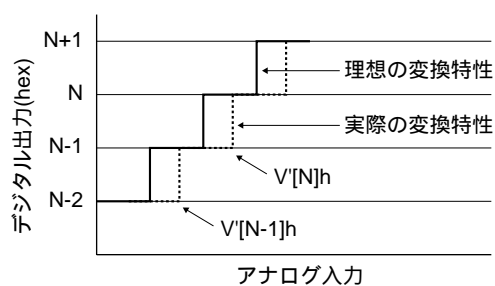 N+1
理想の変換特性
N
実際の変換特性
N-1
V'[N]h
N-2
V'[N-1]h
デジタル出力(hex)
アナログ入力